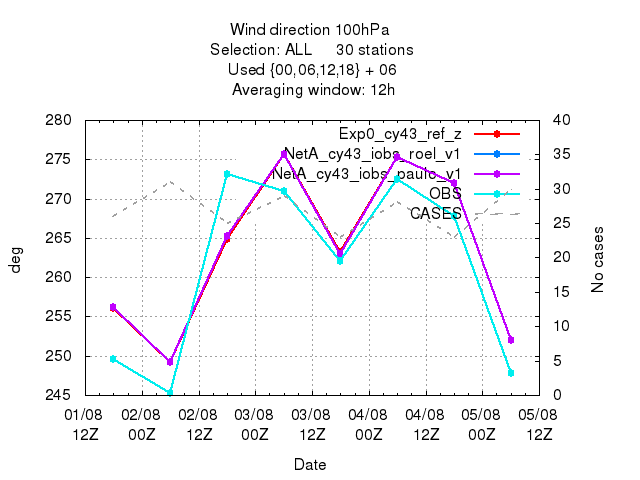 Wind direction 100hPa
Selection: ALL 30 stations
Used {00,06,12,18} + 06
Averaging window: 12h
280 40
Exp0_cy43_ref_z
275 35
NetA_cy43_iobs_roel_v1
NetA_cy43_iobs_paulo_v1
270 30
OBS
CASES
265 25
260 20
255 15
250 10
5
245 0
deg
No cases
01/08 02/08 02/08 03/08 03/08 04/08 04/08 05/08 05/08
12Z 00Z 12Z 00Z 12Z 00Z 12Z 00Z 12Z
Date